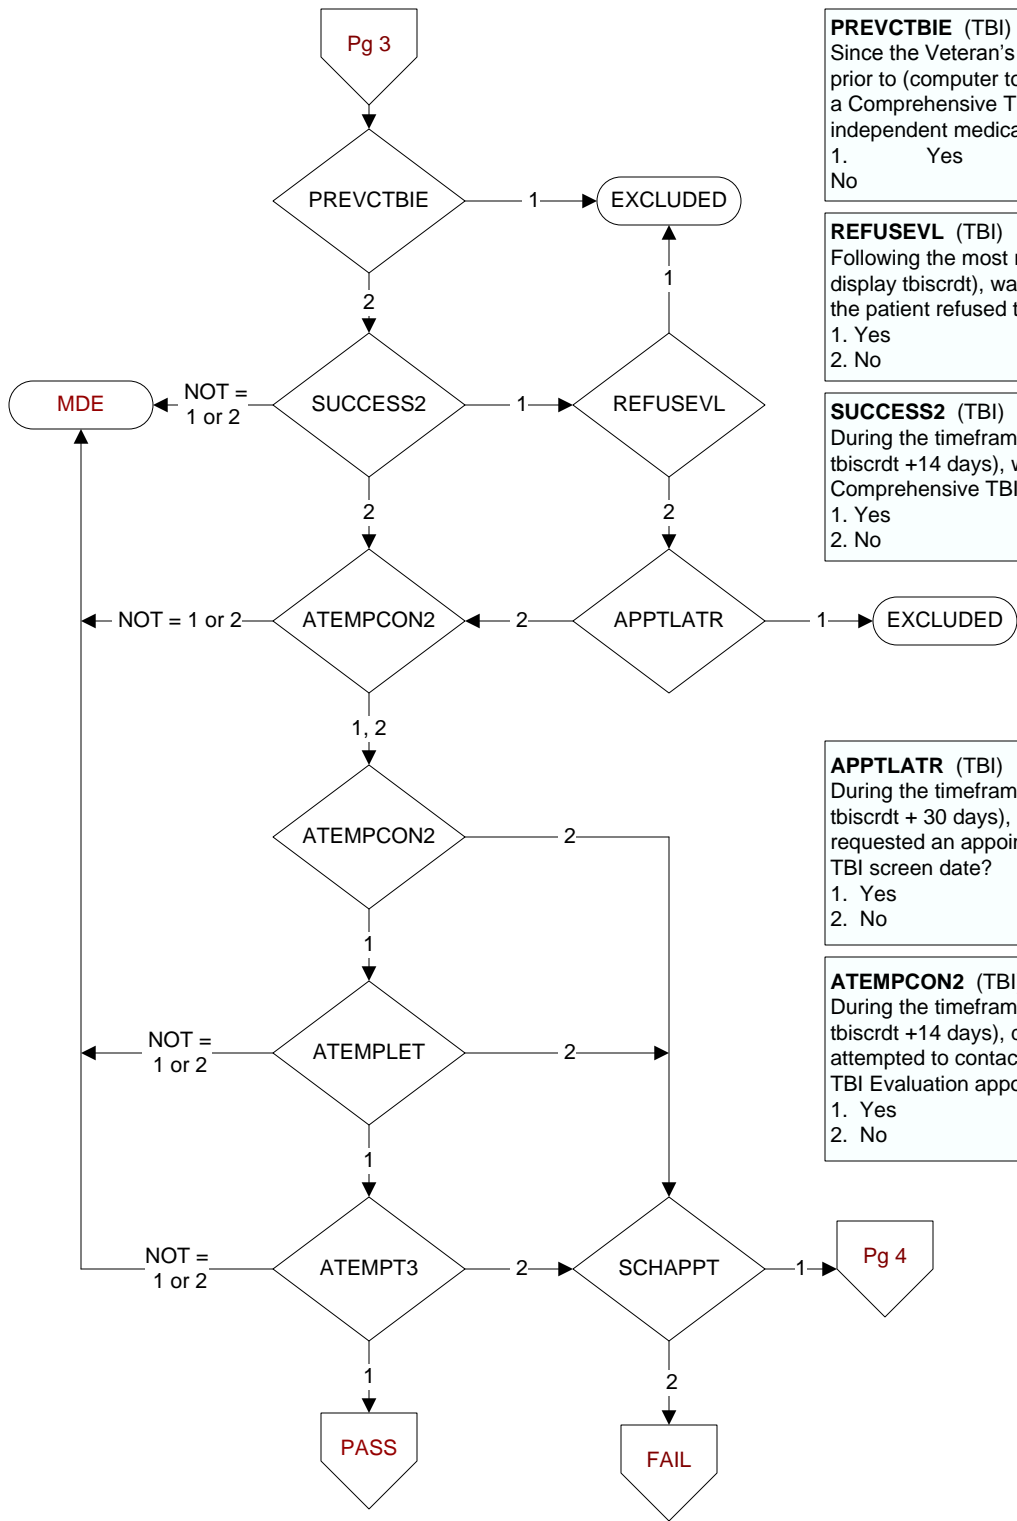 Pg 3
PREVCTBIE
1
EXCLUDED
2
1
MDE
NOT =
1 or 2
SUCCESS2
1
REFUSEVL
2
2
NOT = 1 or 2
ATEMPCON2
2
APPTLATR
1
EXCLUDED
1, 2
ATEMPCON2
2
1
NOT =
1 or 2
ATEMPLET
2
1
NOT =
1 or 2
ATEMPT3
2
SCHAPPT
1
Pg 4
1
2
PASS
FAIL
PREVCTBIE (TBI)
Since the Veteran's
prior to (computer to
a Comprehensive T
independent medica
1. Yes
No
REFUSEVL (TBI)
Following the most r
display tbiscrdt), wa
the patient refused t
1. Yes
2. No
SUCCESS2 (TBI)
During the timefram
tbiscrdt +14 days), w
Comprehensive TBI
1. Yes
2. No
APPTLATR (TBI)
During the timefram
tbiscrdt + 30 days),
requested an appoin
TBI screen date?
1. Yes
2. No
ATEMPCON2 (TBI
During the timefram
tbiscrdt +14 days), d
attempted to contac
TBI Evaluation appo
1. Yes
2. No